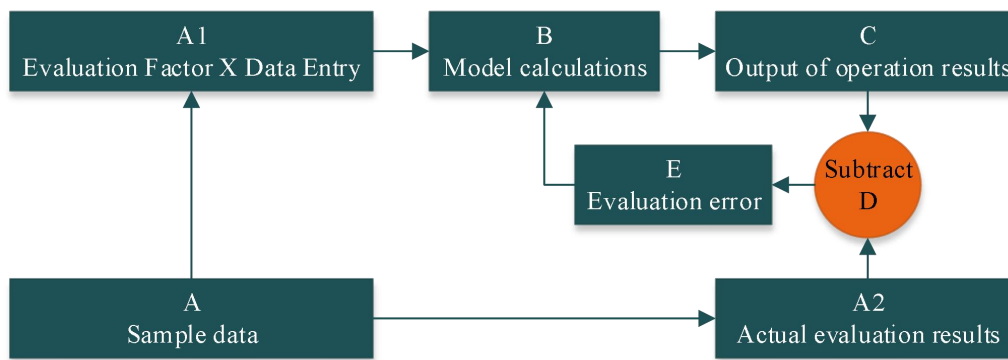 A1
Evaluation Factor X Data Entry
B
Model calculations
C
Output of operation results
E
Evaluation error
Subtract
D
A
Sample data
A2
Actual evaluation results